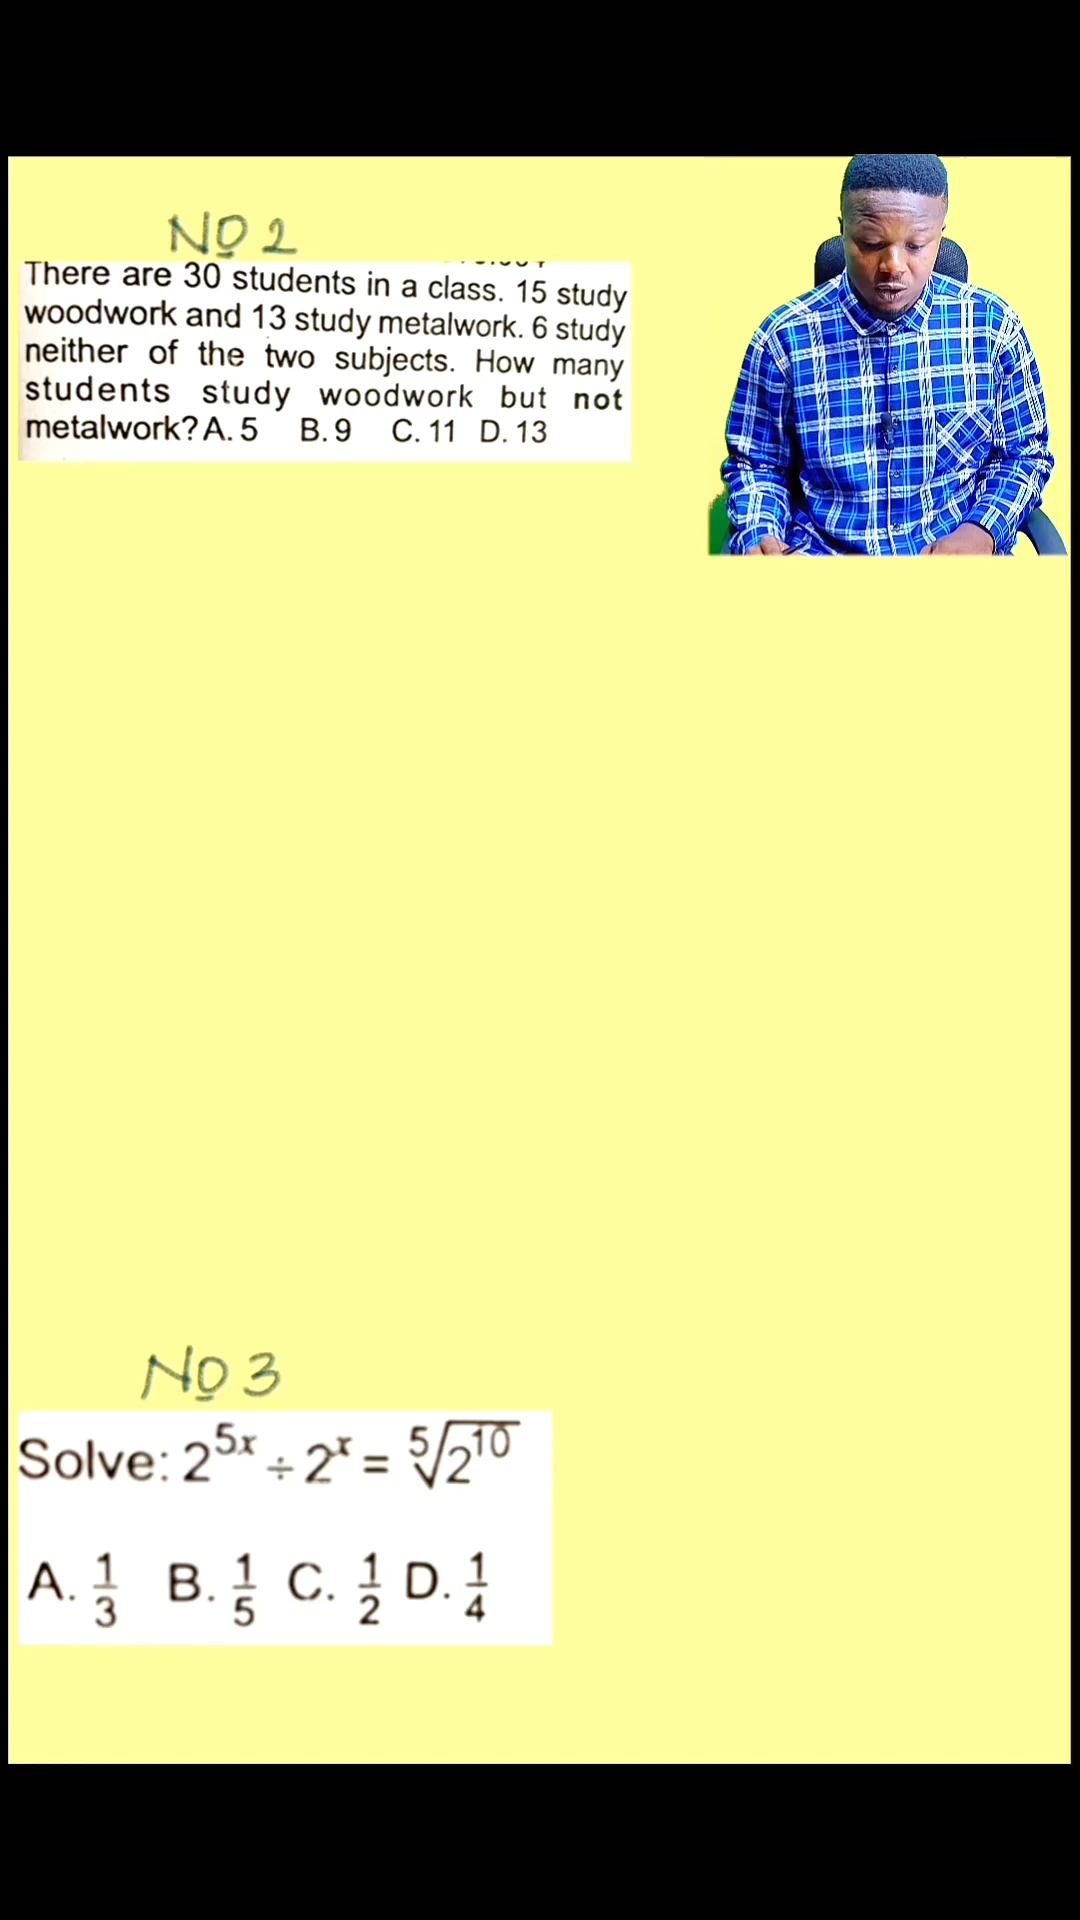 No 2
There are 30 students in a class. 15 study
woodwork and 13 study metalwork. 6 study
neither of the two subjects. How many
students study woodwork but not
metalwork? A. 5 B. 9 C. 11 D. 13
No 3
Solve: 2^{5x} ÷ 2^x = ⁵√2^{10}
A. 1/3 B. 1/5 C. 1/2 D. 1/4